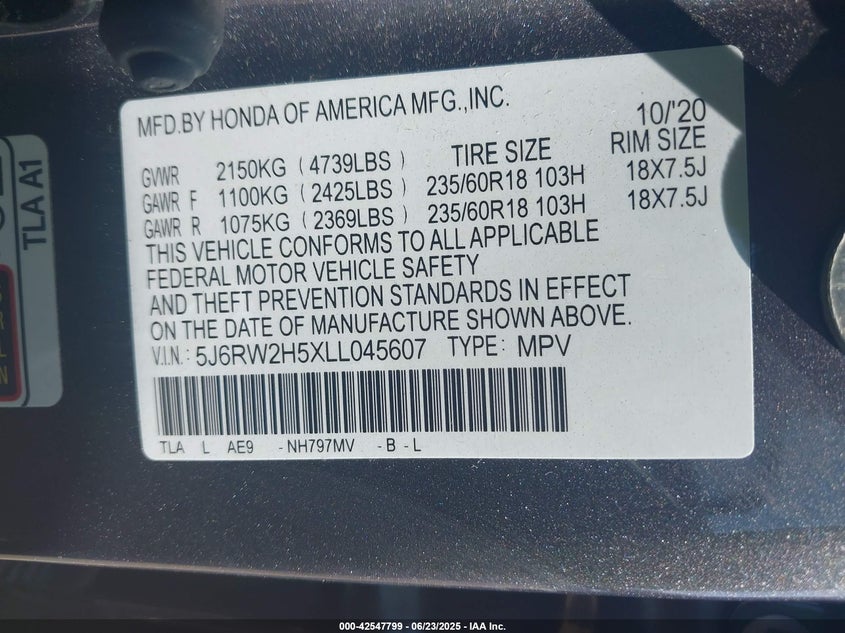 MFD.BY HONDA OF AMERICA MFG.,INC. 10/'20
GVWR 2150KG ( 4739LBS ) TIRE SIZE RIM SIZE
GAWR F 1100KG ( 2425LBS ) 235/60R18 103H 18X7.5J
GAWR R 1075KG ( 2369LBS ) 235/60R18 103H 18X7.5J
THIS VEHICLE CONFORMS TO ALL APPLICABLE
FEDERAL MOTOR VEHICLE SAFETY
AND THEFT PREVENTION STANDARDS IN EFFECT
ON THE DATE OF MANUFACTURE SHOWN ABOVE.
V.I.N.: 5J6RW2H5XLL045607 TYPE: MPV
TLA L AE9 -NH797MV -B-L
TLA A1
000-42547799 - 06/23/2025 - IAA Inc.